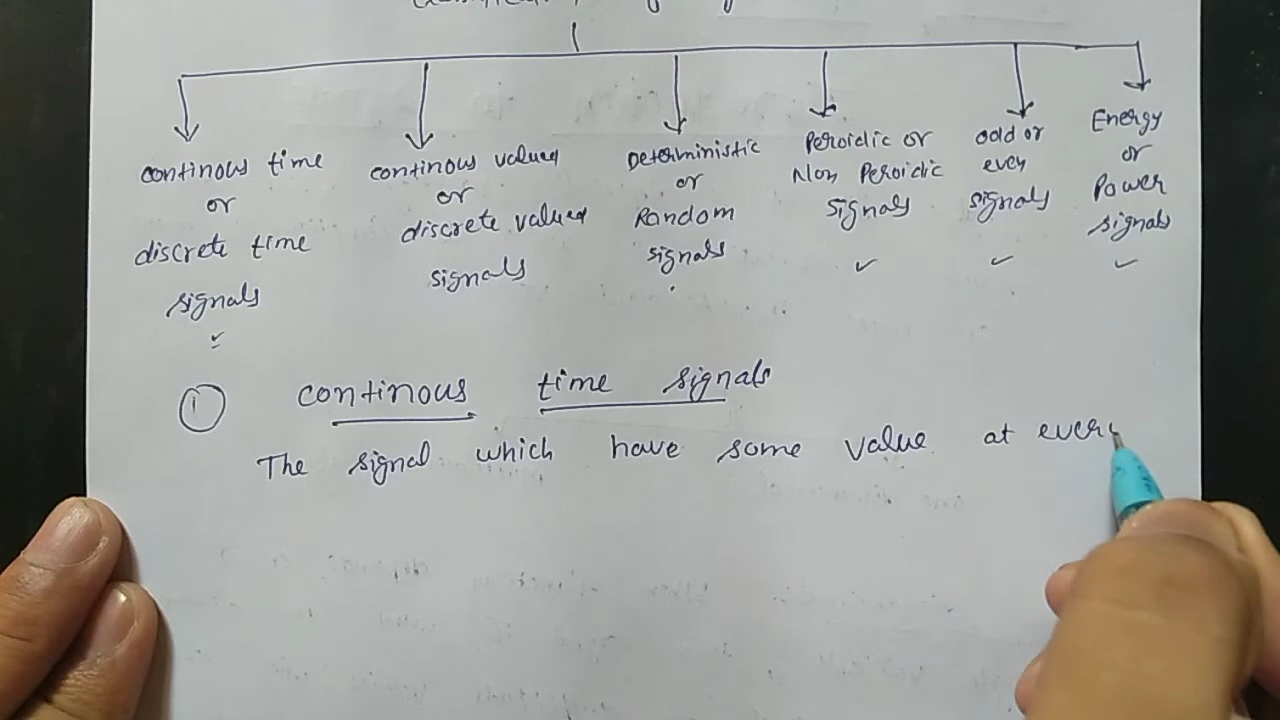 continous time
or
discrete time
signals
continous valued
or
discrete valued
signals
Deterministic
or
Random
signals
Peroidic or
Non Peroidic
signals
odd or
even
signals
Energy
or
Power
signals
1 continous time signals
The signal which have some value at every